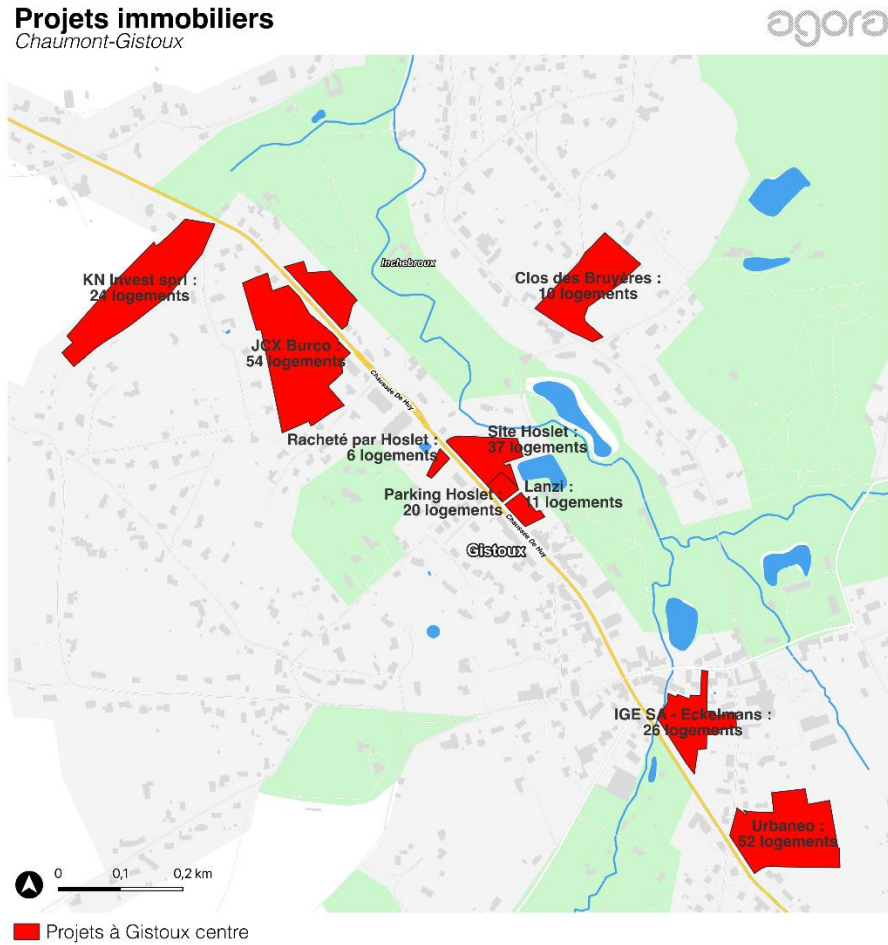 Projets immobiliers
Chaumont-Gistoux
agora
Inchebroux
KN Invest sprl :
24 logements
Clos des Bruyères :
10 logements
JCX Burco :
54 logements
Chaussée De Huy
Racheté par Hoslet :
6 logements
Site Hoslet :
37 logements
Parking Hoslet :
20 logements
Lanzi :
11 logements
Chaussée De Huy
Gistoux
IGE SA - Eckelmans :
26 logements
Urbaneo :
52 logements
0 0,1 0,2 km
Projets à Gistoux centre